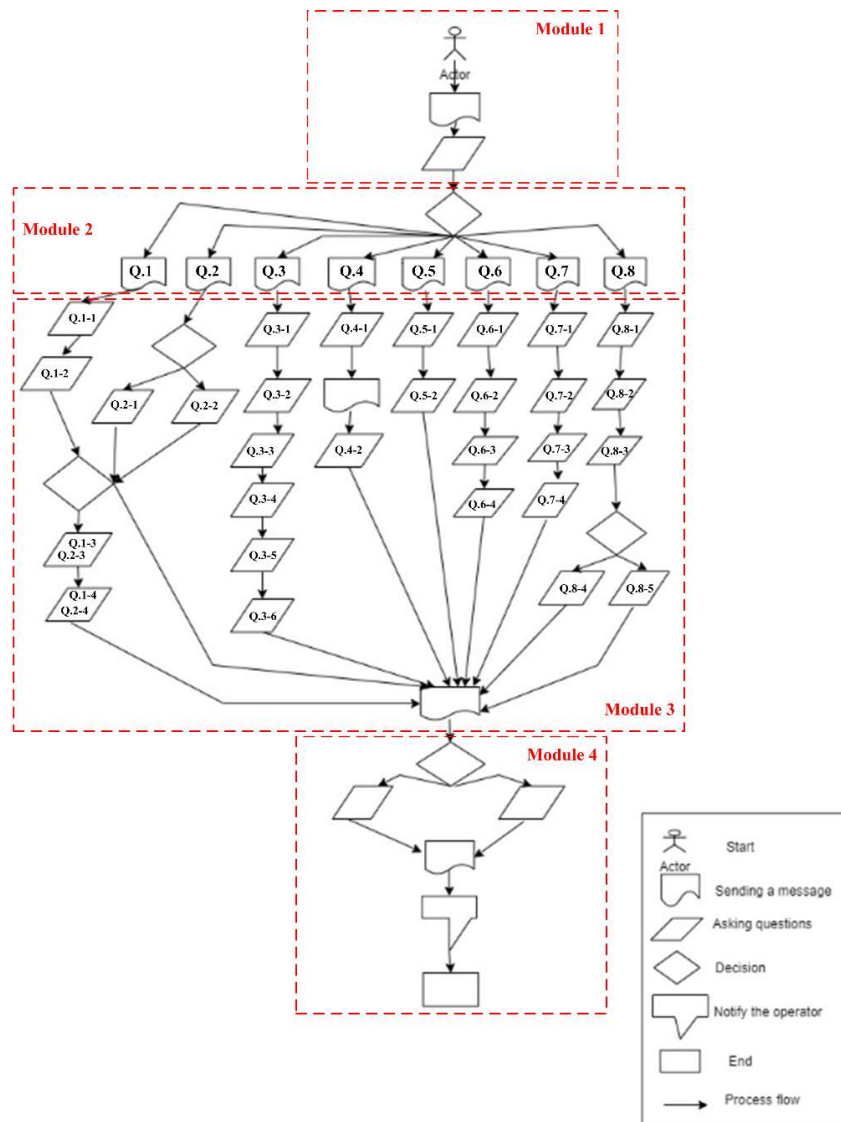 Module 1
Actor
Module 2
Q.1 Q.2 Q.3 Q.4 Q.5 Q.6 Q.7 Q.8
Q.1-1 Q.3-1 Q.4-1 Q.5-1 Q.6-1 Q.7-1 Q.8-1
Q.1-2
Q.2-1 Q.2-2 Q.3-2 Q.5-2 Q.6-2 Q.7-2 Q.8-2
Q.3-3 Q.4-2 Q.6-3 Q.7-3 Q.8-3
Q.3-4 Q.6-4 Q.7-4
Q.1-3
Q.2-3
Q.3-5
Q.1-4
Q.2-4
Q.8-4 Q.8-5
Q.3-6
Module 3
Module 4
Start
Actor
Sending a message
Asking questions
Decision
Notify the operator
End
Process flow